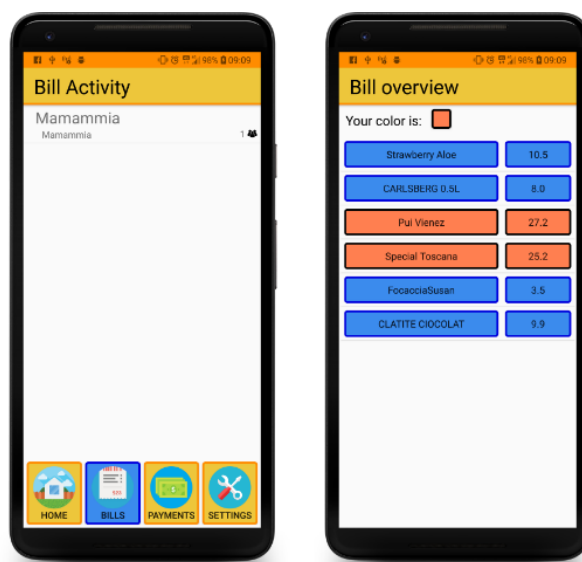 98% 09:09
Bill Activity
Mamammia
Mamammia 1
HOME BILLS PAYMENTS SETTINGS
98% 09:09
Bill overview
Your color is:
Strawberry Aloe 10.5
CARLSBERG 0.5L 8.0
Pui Vienez 27.2
Special Toscana 25.2
FocacciaSusan 3.5
CLATITE CIOCOLAT 9.9